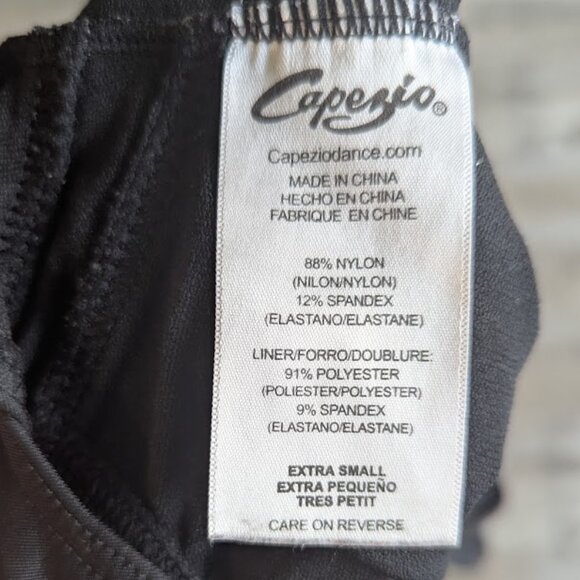 Capezio®
Capeziodance.com
MADE IN CHINA
HECHO EN CHINA
FABRIQUE EN CHINE
88% NYLON
(NILON/NYLON)
12% SPANDEX
(ELASTANO/ELASTANE)
LINER/FORRO/DOUBLURE:
91% POLYESTER
(POLIESTER/POLYESTER)
9% SPANDEX
(ELASTANO/ELASTANE)
EXTRA SMALL
EXTRA PEQUEÑO
TRES PETIT
CARE ON REVERSE